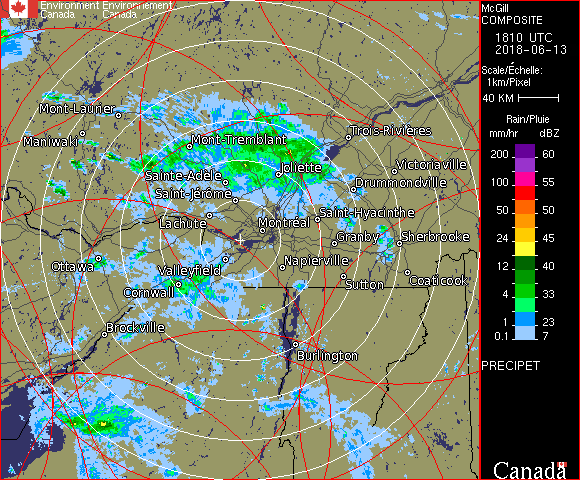 Environment Environnement
Canada Canada
Mont-Laurier
Maniwaki
Mont-Tremblant
Trois-Rivières
Sainte-Adèle
Joliette
Victoriaville
Saint-Jérôme
Drummondville
Lachute
Montréal
Saint-Hyacinthe
Granby
Sherbrooke
Ottawa
Valleyfield
Napierville
Cornwall
Sutton
Coaticook
Brockville
Burlington
McGill
COMPOSITE
1810 UTC
2018-06-13
Scale/Échelle:
1km/Pixel
40 KM
Rain/Pluie
mm/hr dBZ
200 60
100 55
50 50
24 45
12 40
4 33
1 23
0.1 7
PRECIPET
Canada